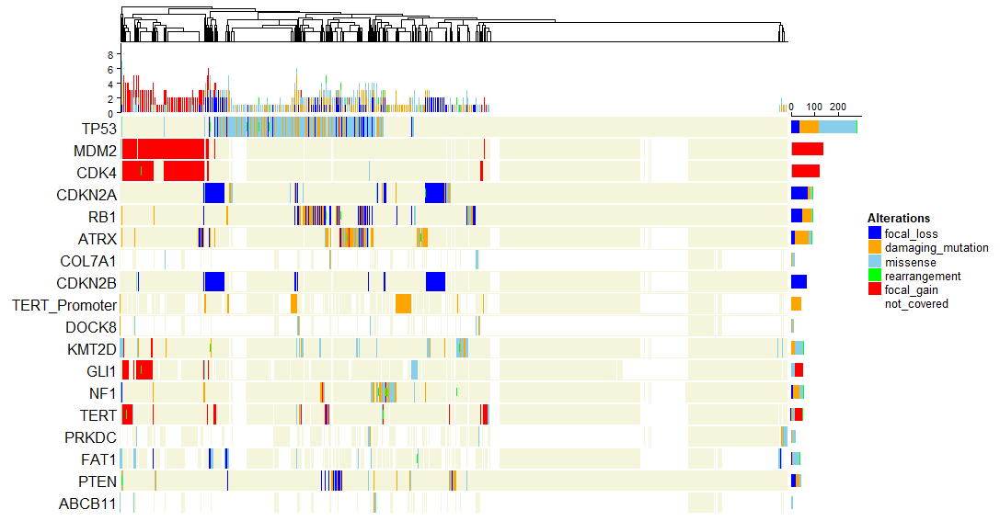 8
6
4
2
0
0 100 200
TP53
MDM2
CDK4
CDKN2A
RB1
ATRX
COL7A1
CDKN2B
TERT_Promoter
DOCK8
KMT2D
GLI1
NF1
TERT
PRKDC
FAT1
PTEN
ABCB11
Alterations
focal_loss
damaging_mutation
missense
rearrangement
focal_gain
not_covered